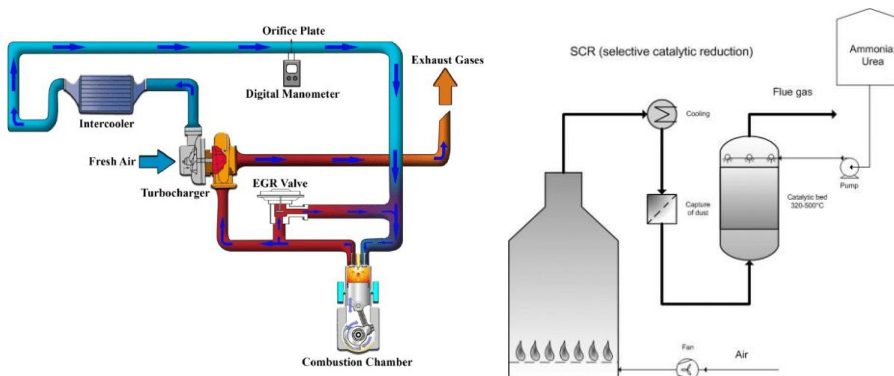 Orifice Plate
Exhaust Gases
Digital Manometer
Intercooler
Fresh Air
Turbocharger
EGR Valve
Combustion Chamber
SCR (selective catalytic reduction)
Ammonia
Urea
Flue gas
Cooling
Pump
Catalytic bed
320-500°C
Capture
of dust
Fan
Air